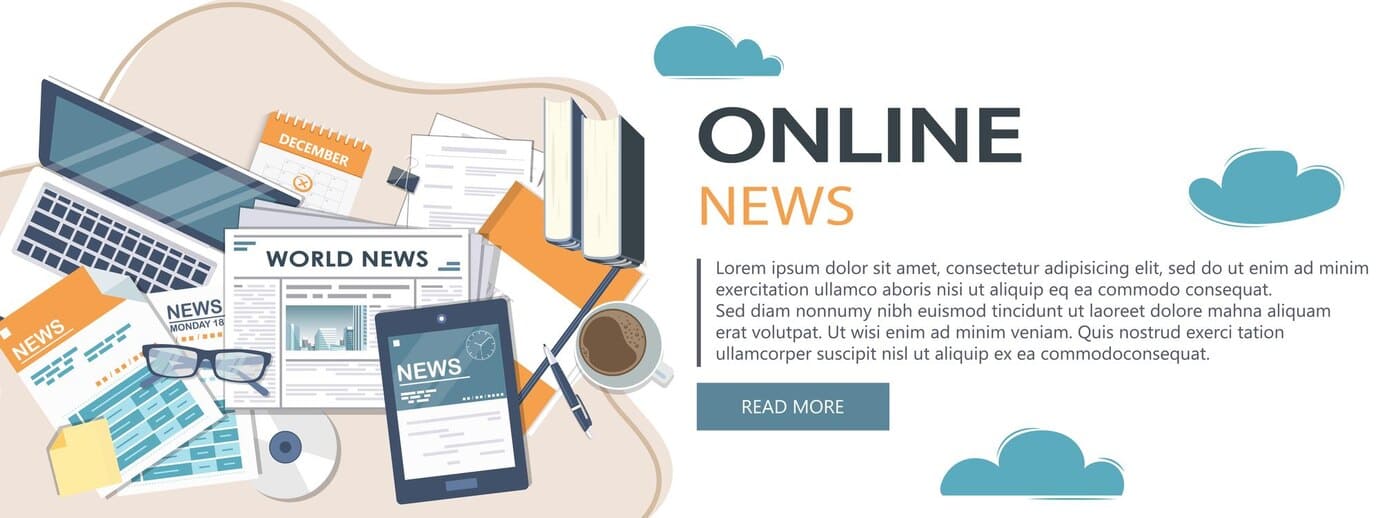 DECEMBER
WORLD NEWS
NEWS
NEWS
MONDAY 18
NEWS
ONLINE
NEWS
Lorem ipsum dolor sit amet, consectetur adipisicing elit, sed do ut enim ad minim
exercitation ullamco aboris nisi ut aliquip eq ea commodo consequat.
Sed diam nonnumy nibh euismod tincidunt ut laoreet dolore mahna aliquam
erat volutpat. Ut wisi enim ad minim veniam. Quis nostrud exerci tation
ullamcorper suscipit nisl ut aliquip ex ea commodoconsequat.
READ MORE